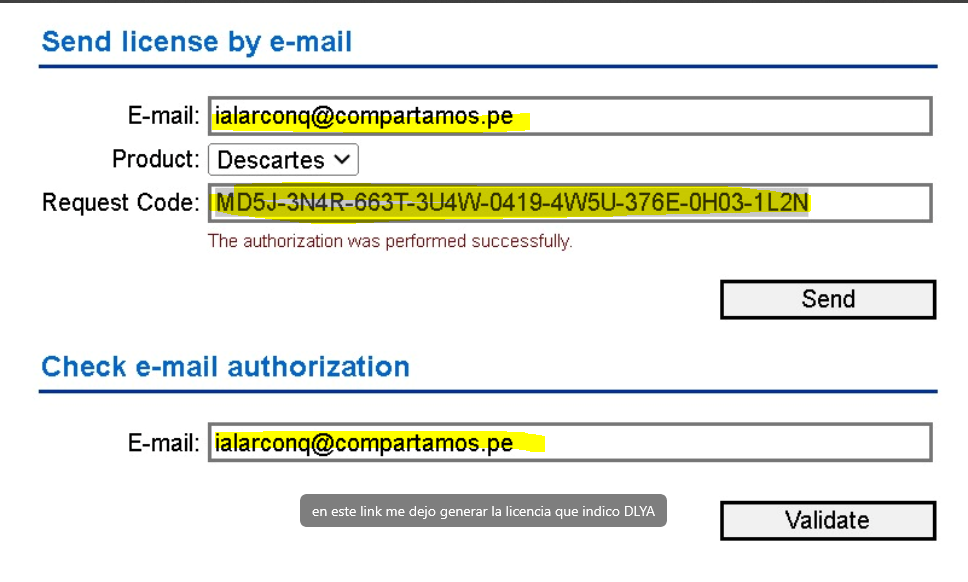 Send license by e-mail
E-mail: ialarconq@compartamos.pe
Product: Descartes
Request Code: MD5J-3N4R-663T-3U4W-0419-4W5U-376E-0H03-1L2N
The authorization was performed successfully.
Send
Check e-mail authorization
E-mail: ialarconq@compartamos.pe
en este link me dejo generar la licencia que indico DLYA
Validate